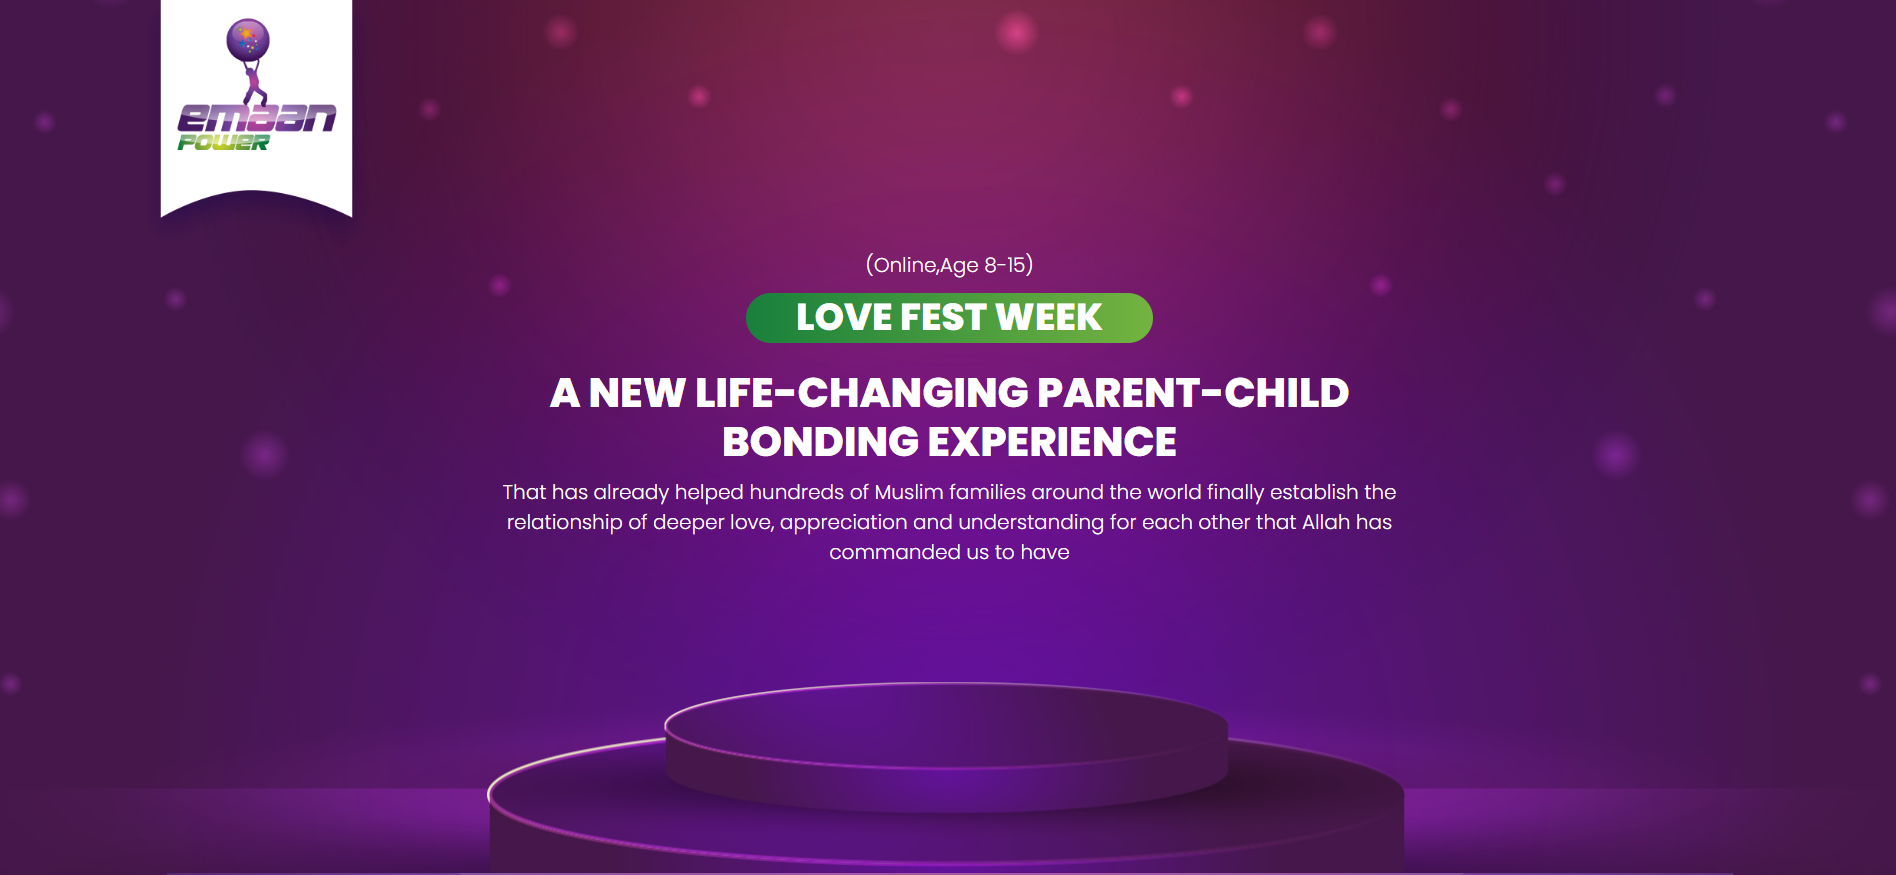 emaan
POWER
(Online,Age 8-15)
LOVE FEST WEEK
A NEW LIFE-CHANGING PARENT-CHILD
BONDING EXPERIENCE
That has already helped hundreds of Muslim families around the world finally establish the
relationship of deeper love, appreciation and understanding for each other that Allah has
commanded us to have